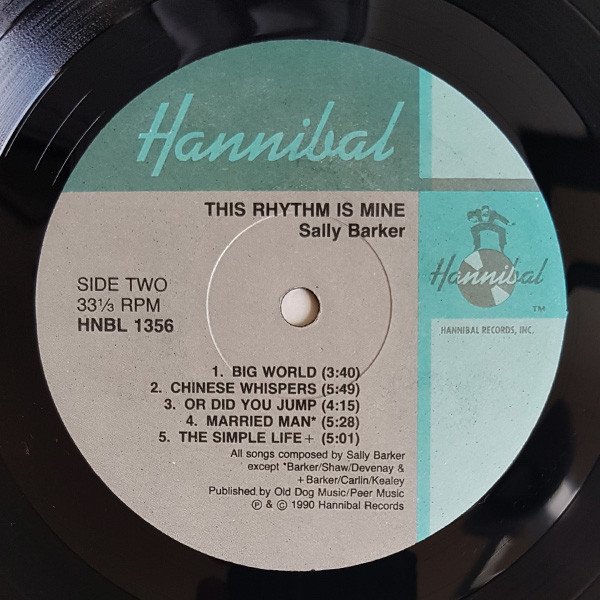 Hannibal
THIS RHYTHM IS MINE
Sally Barker
SIDE TWO
33⅓ RPM
HNBL 1356
Hannibal
TM
HANNIBAL RECORDS, INC.
1. BIG WORLD (3:40)
2. CHINESE WHISPERS (5:49)
3. OR DID YOU JUMP (4:15)
4. MARRIED MAN* (5:28)
5. THE SIMPLE LIFE + (5:01)
All songs composed by Sally Barker
except *Barker/Shaw/Devenay &
+ Barker/Carlin/Kealey
Published by Old Dog Music/Peer Music
℗ & © 1990 Hannibal Records